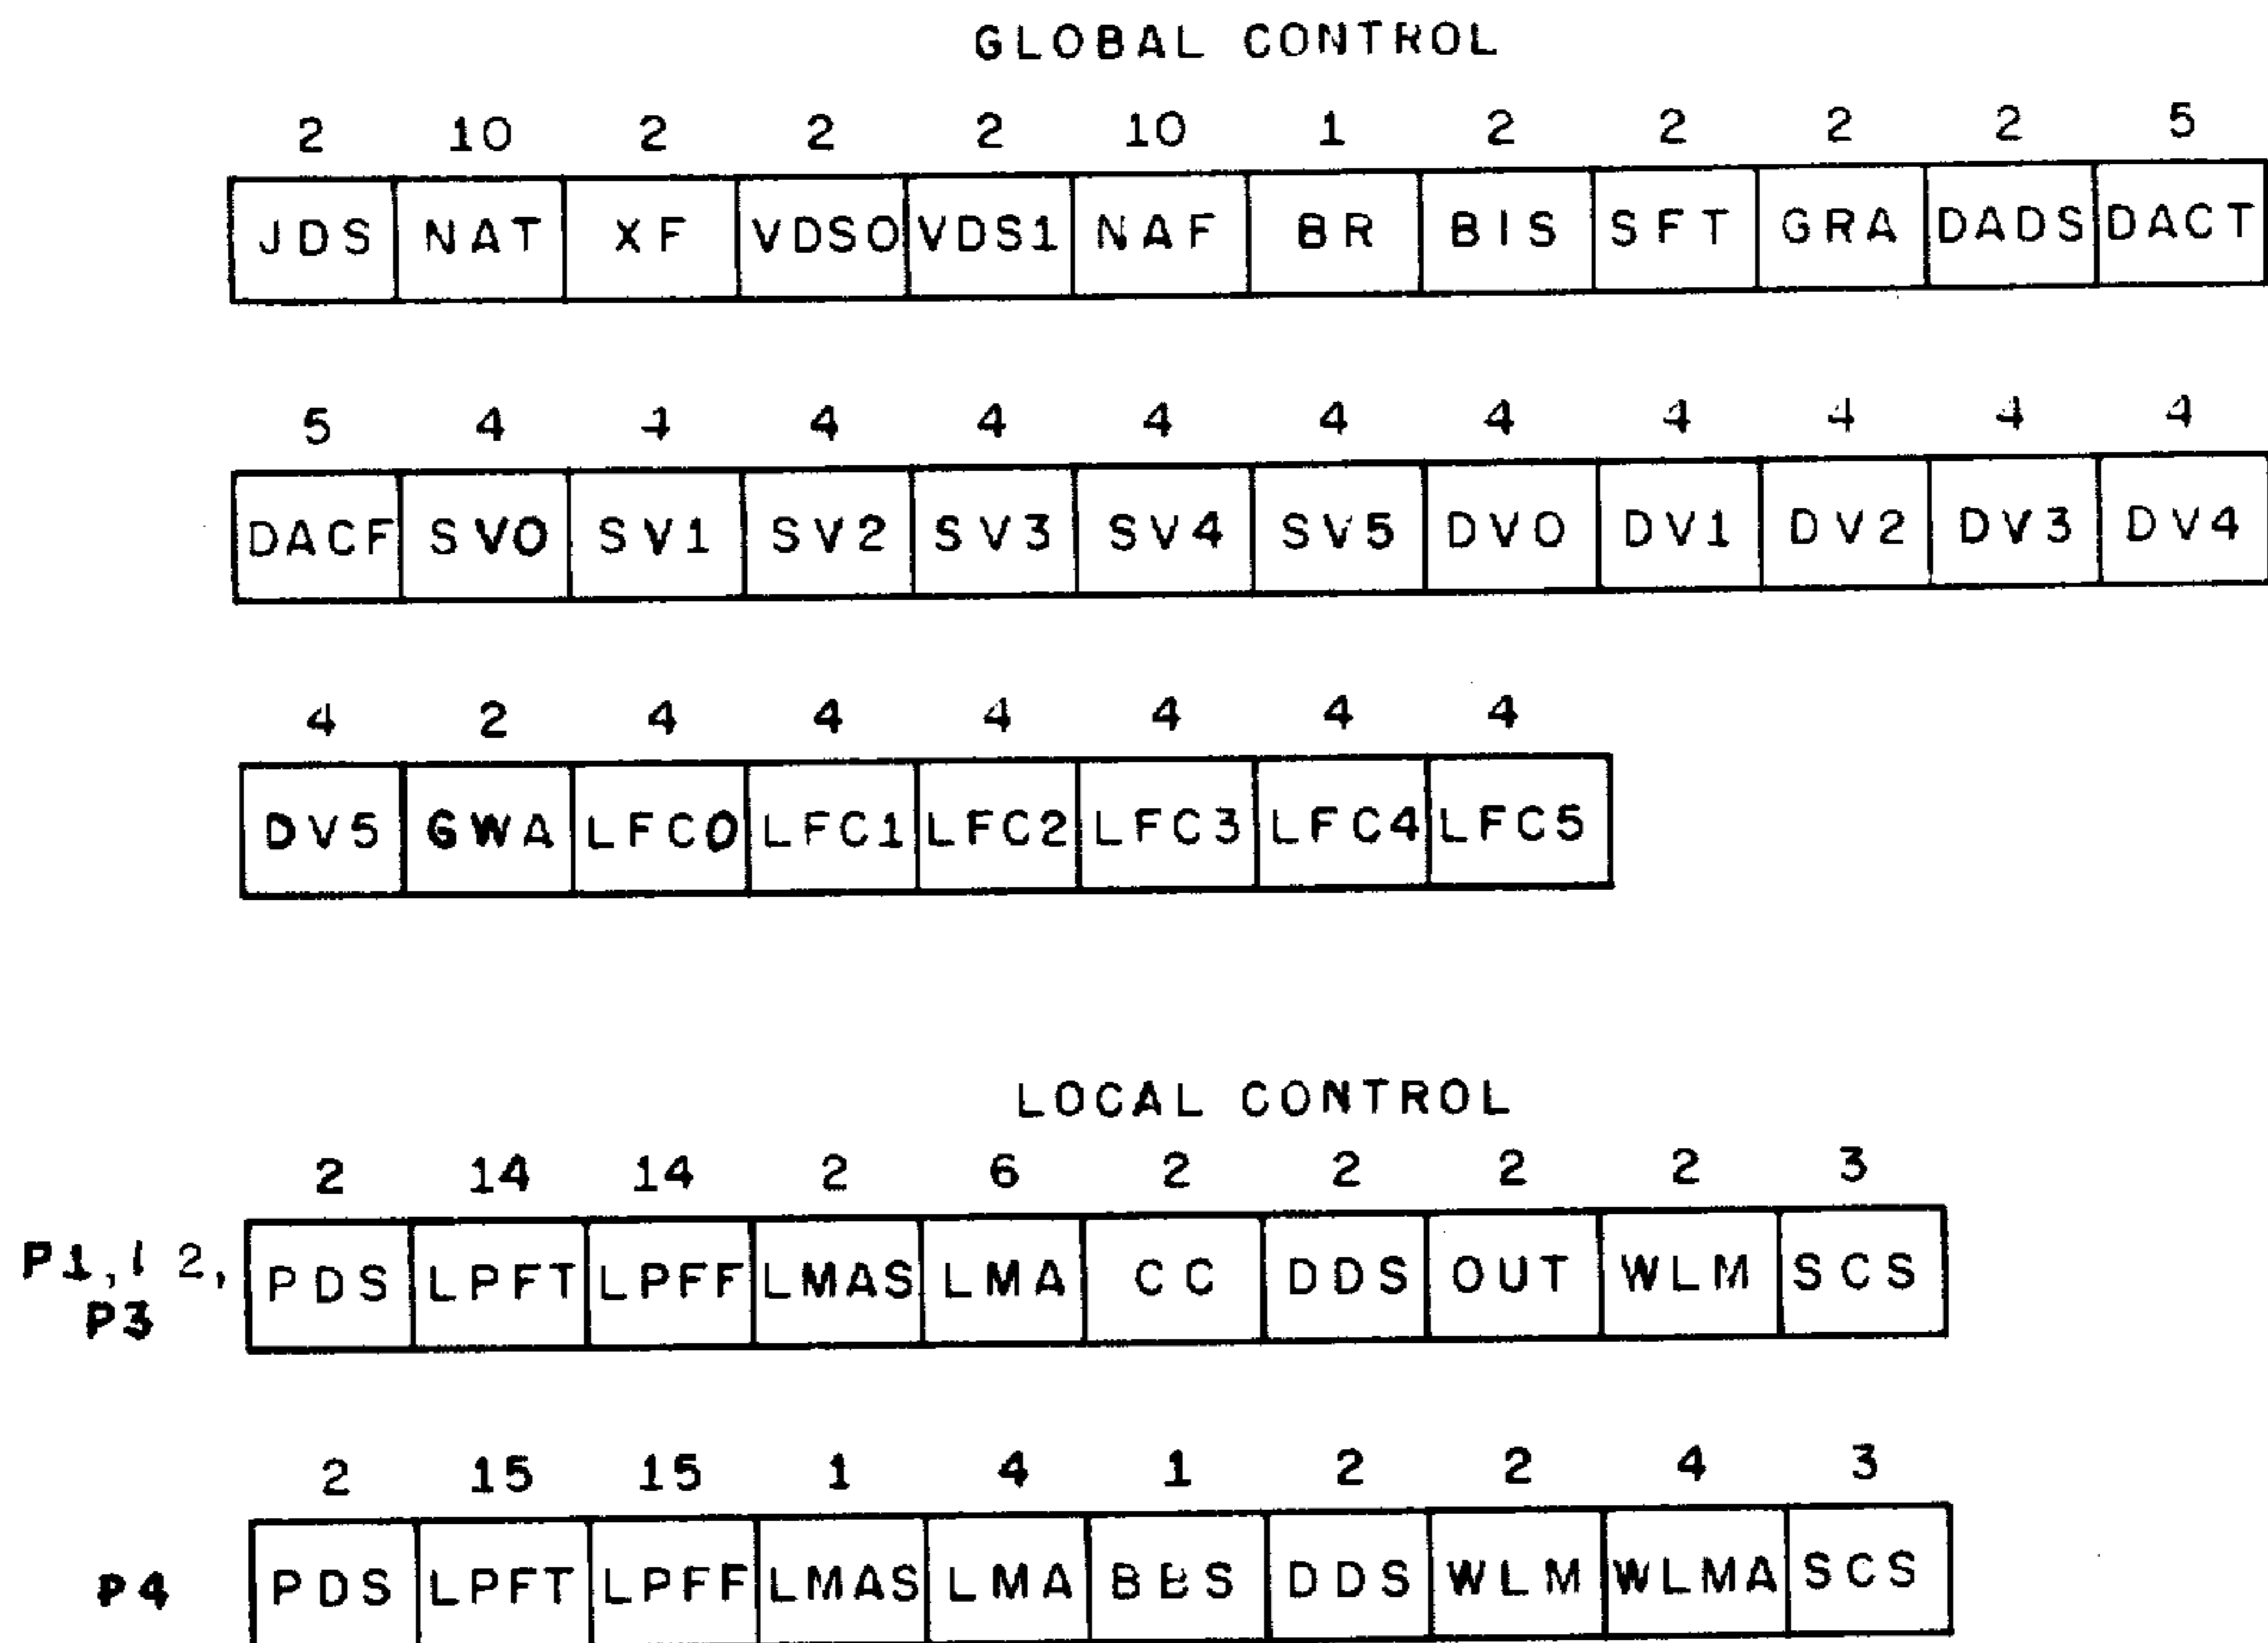 GLOBAL CONTROL
2 10 2 2 2 10 1 2 2 2 2 5
JDS NAT XF VDS0 VDS1 NAF BR BIS SFT GRA DADS DACT
5 4 4 4 4 4 4 4 4 4 4 4
DACF SV0 SV1 SV2 SV3 SV4 SV5 DV0 DV1 DV2 DV3 DV4
4 2 4 4 4 4 4 4
DV5 GWA LFC0 LFC1 LFC2 LFC3 LFC4 LFC5
LOCAL CONTROL
2 14 14 2 6 2 2 2 2 3
P1, 2,
P3
PDS LPFT LPFF LMAS LMA CC DDS OUT WLM SCS
2 15 15 1 4 1 2 2 4 3
P4 PDS LPFT LPFF LMAS LMA BBS DDS WLM WLMA SCS